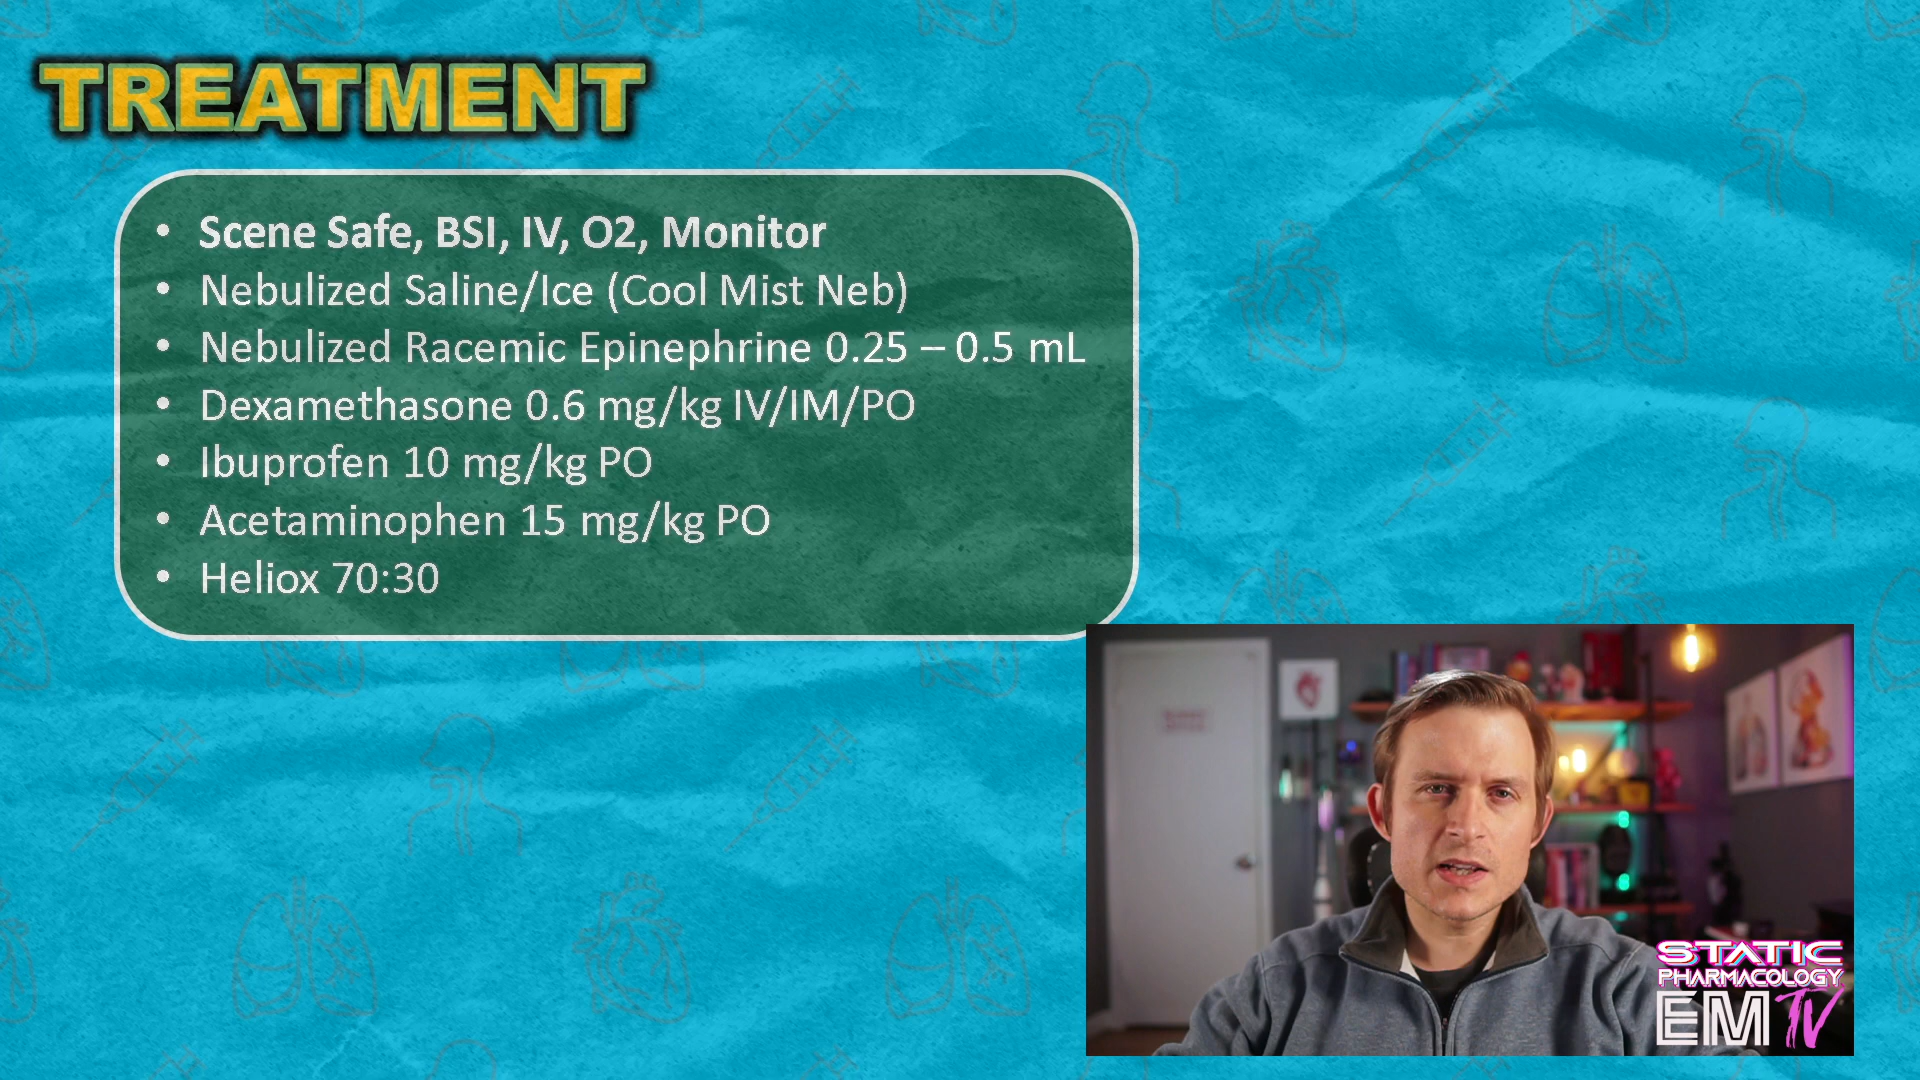 TREATMENT
• Scene Safe, BSI, IV, O2, Monitor
• Nebulized Saline/Ice (Cool Mist Neb)
• Nebulized Racemic Epinephrine 0.25 – 0.5 mL
• Dexamethasone 0.6 mg/kg IV/IM/PO
• Ibuprofen 10 mg/kg PO
• Acetaminophen 15 mg/kg PO
• Heliox 70:30
STATIC
PHARMACOLOGY
EM TV